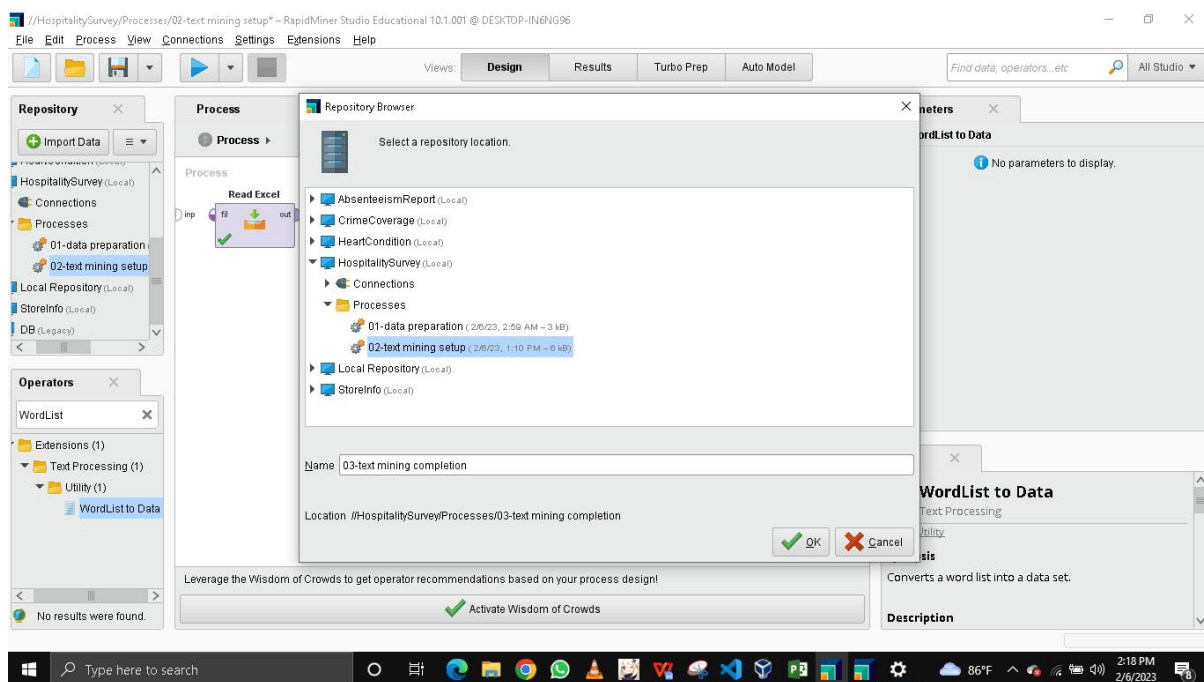 //HospitalitySurvey/Processes/02-text mining setup* – RapidMiner Studio Educational 10.1.001 @ DESKTOP-IN6NG96
File Edit Process View Connections Settings Extensions Help
Views: Design Results Turbo Prep Auto Model
Find data, operators...etc
All Studio
Repository
Import Data
HospitalitySurvey (Local)
Connections
Processes
01-data preparation
02-text mining setup
Local Repository (Local)
StoreInfo (Local)
DB (Legacy)
Operators
WordList
Extensions (1)
Text Processing (1)
Utility (1)
WordList to Data
No results were found.
Process
Process
Process
Read Excel
inp fil out
Repository Browser
Select a repository location.
AbsenteeismReport (Local)
CrimeCoverage (Local)
HeartCondition (Local)
HospitalitySurvey (Local)
Connections
Processes
01-data preparation ( 2/6/23, 2:59 AM – 3 kB)
02-text mining setup ( 2/6/23, 1:10 PM – 6 kB)
Local Repository (Local)
StoreInfo (Local)
Name 03-text mining completion
Location //HospitalitySurvey/Processes/03-text mining completion
OK Cancel
Leverage the Wisdom of Crowds to get operator recommendations based on your process design!
Activate Wisdom of Crowds
meters
ordList to Data
No parameters to display.
WordList to Data
Text Processing
Utility
sis
Converts a word list into a data set.
Description
Type here to search
86°F
2:18 PM
2/6/2023